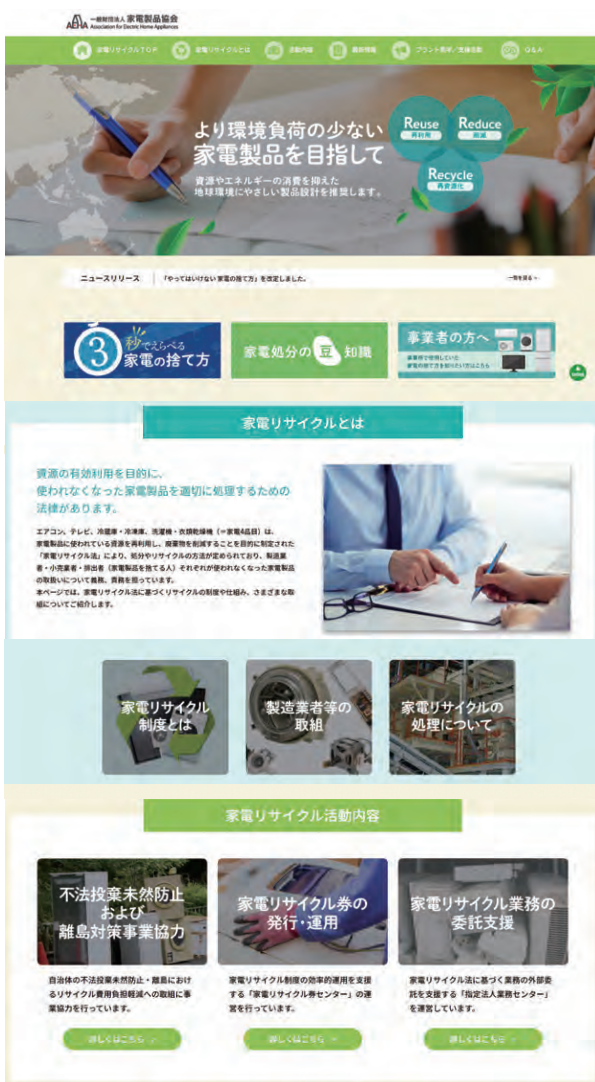 AEHA 一般財団法人 家電製品協会
Association for Electric Home Appliances
家電リサイクルTOP 家電リサイクルとは 活動内容 最新情報 プラント見学/支援活動 Q&A
より環境負荷の少ない
家電製品を目指して
資源やエネルギーの消費を抑えた
地球環境にやさしい製品設計を推奨します。
Reuse
再利用
Reduce
削減
Recycle
再資源化
ニュースリリース 「やってはいけない 家電の捨て方」を改定しました。 一覧を見る
3秒でえらべる
家電の捨て方
家電処分の豆知識
事業者の方へ
事業所で使用していた
家電の捨て方を知りたい方はこちら
家電リサイクルとは
資源の有効利用を目的に、
使われなくなった家電製品を適切に処理するための
法律があります。
エアコン、テレビ、冷蔵庫・冷凍庫、洗濯機・衣類乾燥機（＝家電4品目）は、
家電製品に使われている資源を再利用し、廃棄物を削減することを目的に制定された
「家電リサイクル法」により、処分やリサイクルの方法が定められており、製造業
者・小売業者・排出者（家電製品を捨てる人）それぞれが使われなくなった家電製品
の取扱いについて義務、責務を担っています。
本ページでは、家電リサイクル法に基づくリサイクルの制度や仕組み、さまざまな取
組についてご紹介します。
家電リサイクル
制度とは
製造業者等の
取組
家電リサイクルの
処理について
家電リサイクル活動内容
不法投棄未然防止
および
離島対策事業協力
自治体の不法投棄未然防止・離島におけ
るリサイクル費用負担軽減への取組に事
業協力を行っています。
詳しくはこちら
家電リサイクル券の
発行・運用
家電リサイクル制度の効率的運用を支援
する「家電リサイクル券センター」の運
営を行っています。
詳しくはこちら
家電リサイクル業務の
委託支援
家電リサイクル法に基づく業務の外部委
託を支援する「指定法人業務センター」
を運営しています。
詳しくはこちら